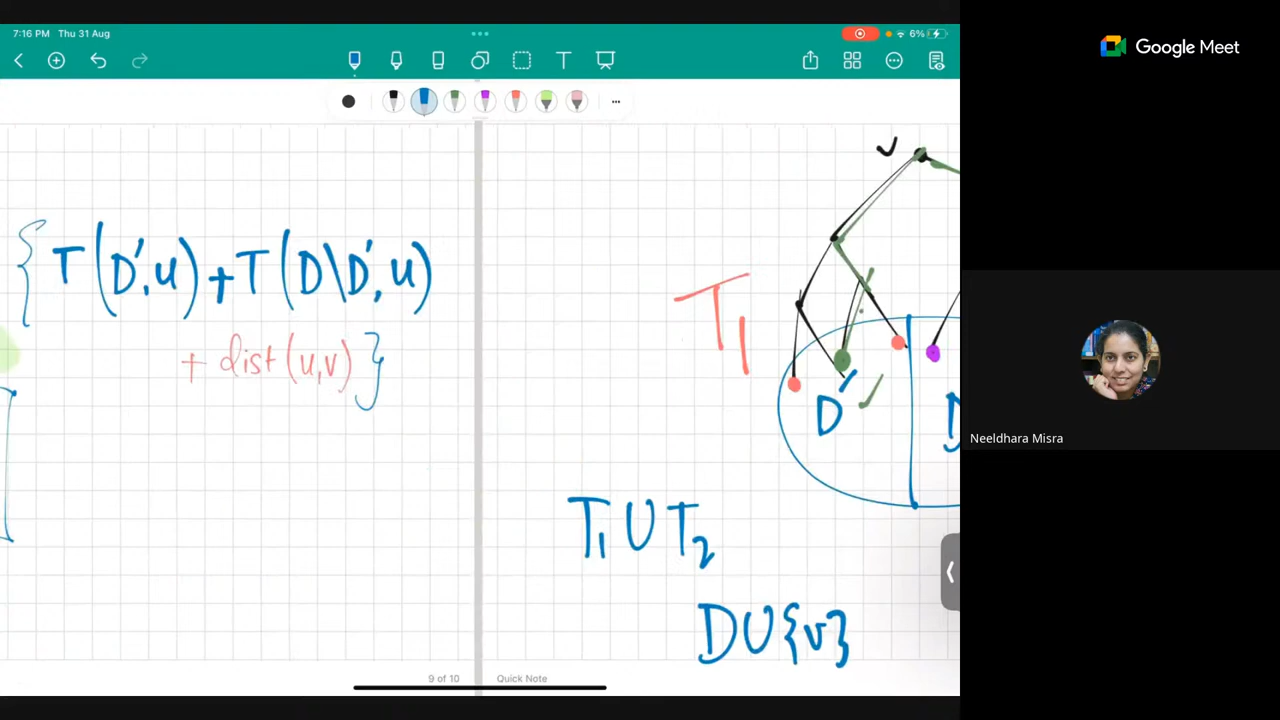 7:16 PM Thu 31 Aug
6%
Google Meet
{ T(D',u) + T(D\D', u)
+ dist(u,v) }
v
T1
D'
T1 ∪ T2
D ∪ {v}
Neeldhara Misra
9 of 10
Quick Note